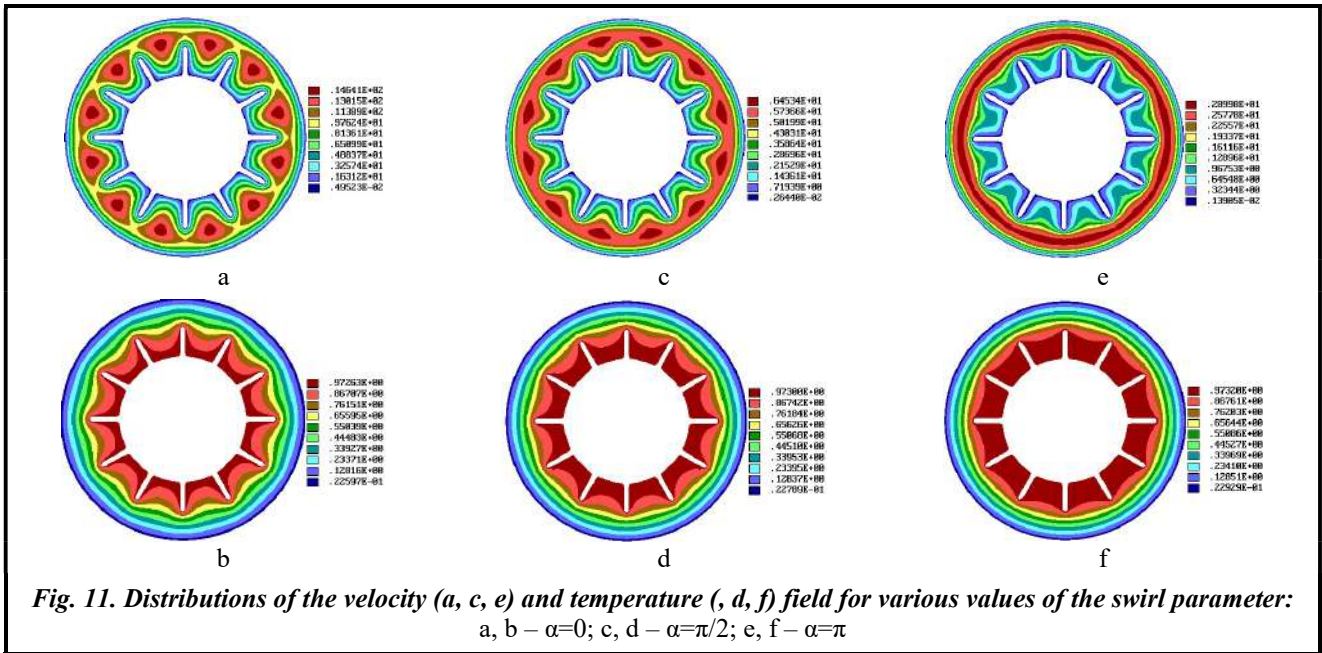 .14641E+02
.13015E+02
.11389E+02
.97624E+01
.81361E+01
.65099E+01
.48837E+01
.32574E+01
.16312E+01
.49523E-02
a
.64534E+01
.57366E+01
.50199E+01
.43031E+01
.35864E+01
.28696E+01
.21529E+01
.14361E+01
.71939E+00
.26440E-02
c
.28998E+01
.25778E+01
.22557E+01
.19337E+01
.16116E+01
.12896E+01
.96753E+00
.64548E+00
.32344E+00
.13905E-02
e
.97263E+00
.86707E+00
.76151E+00
.65595E+00
.55039E+00
.44483E+00
.33927E+00
.23371E+00
.12816E+00
.22597E-01
b
.97300E+00
.86742E+00
.76184E+00
.65626E+00
.55068E+00
.44510E+00
.33953E+00
.23395E+00
.12837E+00
.22789E-01
d
.97320E+00
.86761E+00
.76203E+00
.65644E+00
.55086E+00
.44527E+00
.33969E+00
.23410E+00
.12851E+00
.22929E-01
f
Fig. 11. Distributions of the velocity (a, c, e) and temperature (, d, f) field for various values of the swirl parameter:
a, b – α=0; c, d – α=π/2; e, f – α=π